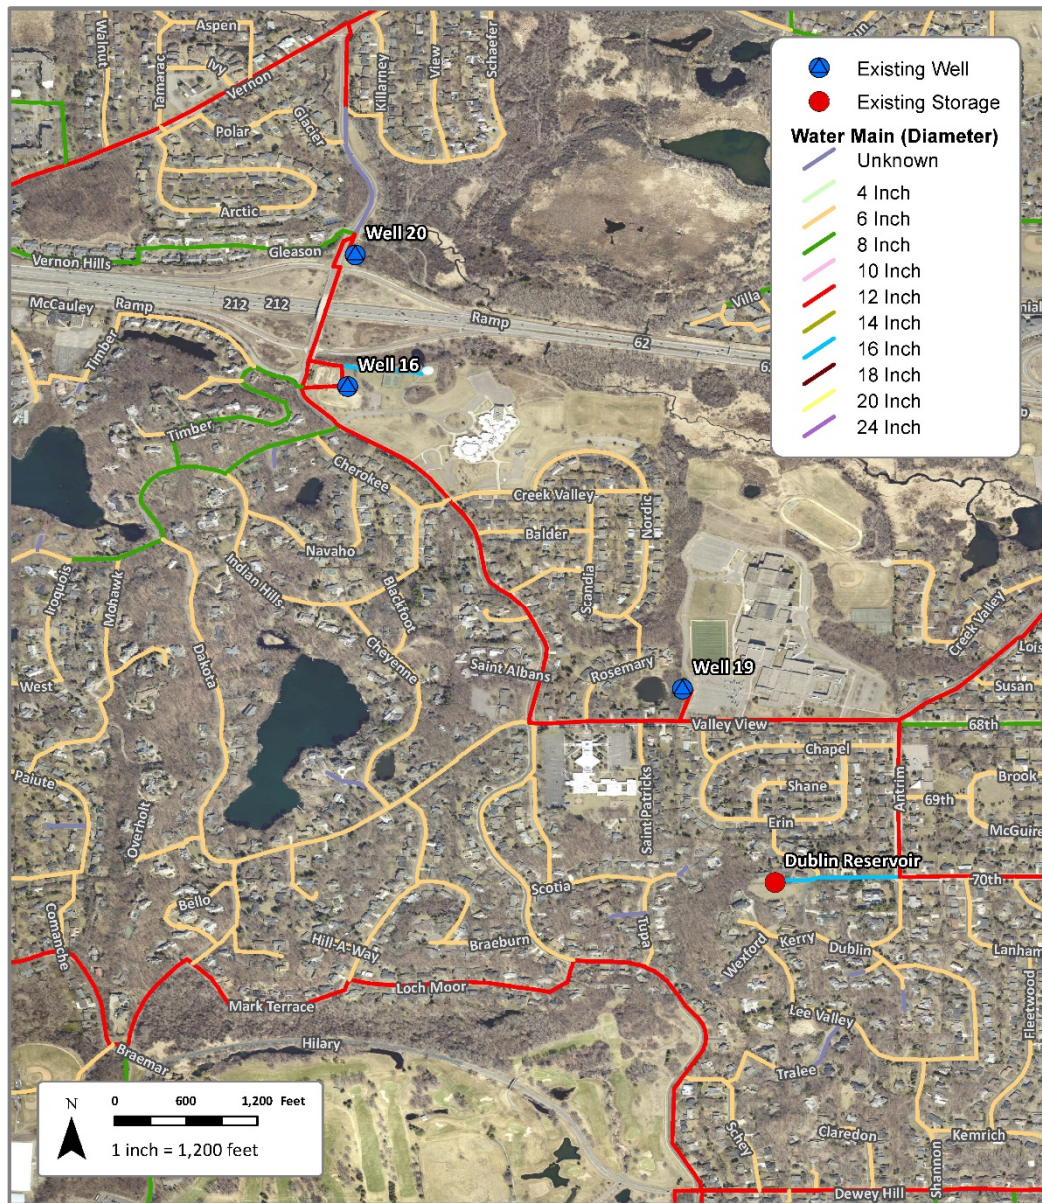 Walnut
Aspen
Ivy
Tamarac
Vernon
Killarney
View
Schaefer
Run
Existing Well
Existing Storage
Water Main (Diameter)
Unknown
4 Inch
6 Inch
8 Inch
10 Inch
12 Inch
14 Inch
16 Inch
18 Inch
20 Inch
24 Inch
Polar
Glacier
Arctic
Well 20
Gleason
Vernon Hills
McCauley
Ramp
212
212
Ramp
62
Villa
Timber
Well 16
Timber
Cherokee
Creek Valley
Nordic
Balder
Navaho
Scandia
Iroquois
Mohawk
Indian Hills
Blackfoot
Creek Valley
Lois
Cheyenne
Saint Albans
Rosemary
Well 19
West
Dakota
Susan
Valley View
68th
Chapel
Antrim
Paiute
Shane
Brook
69th
Overholt
Saint Patricks
Erin
McGuire
Dublin Reservoir
70th
Scotia
Bello
Tupa
Comanche
Hill-A-Way
Braeburn
Wexford
Kerry
Dublin
Lanham
Mark Terrace
Loch Moor
Fleetwood
Lee Valley
Hilary
Braemar
Tralee
N
0 600 1,200 Feet
1 inch = 1,200 feet
Schey
Claredon
Kemrich
Shannon
Dewey Hill